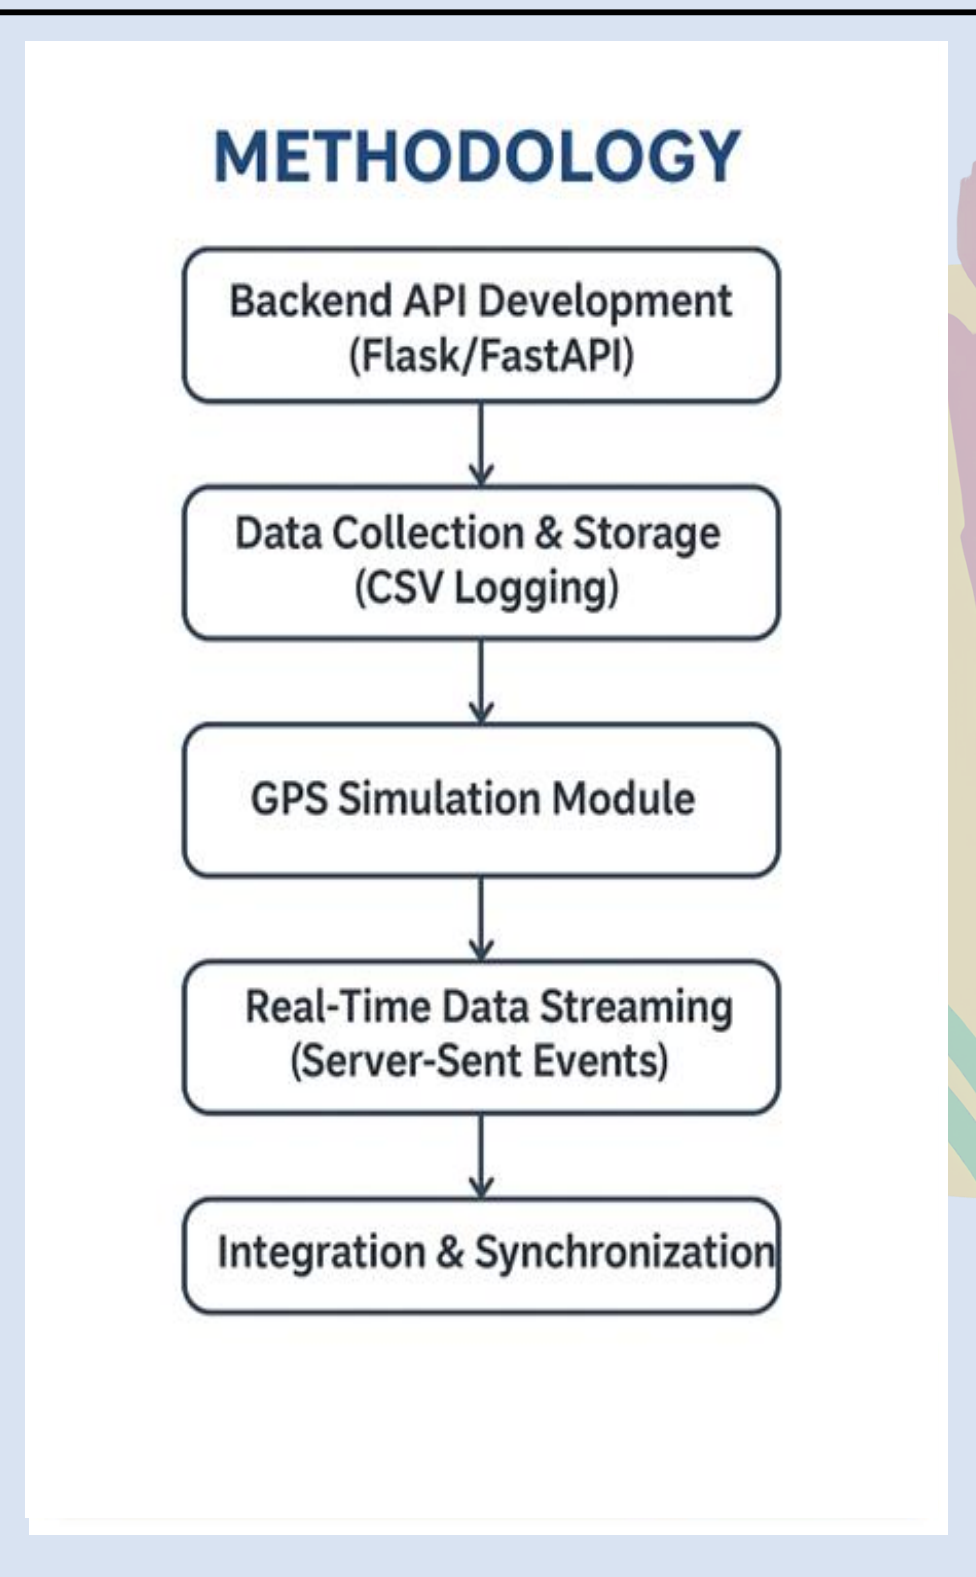 METHODOLOGY
Backend API Development
(Flask/FastAPI)
Data Collection & Storage
(CSV Logging)
GPS Simulation Module
Real-Time Data Streaming
(Server-Sent Events)
Integration & Synchronization